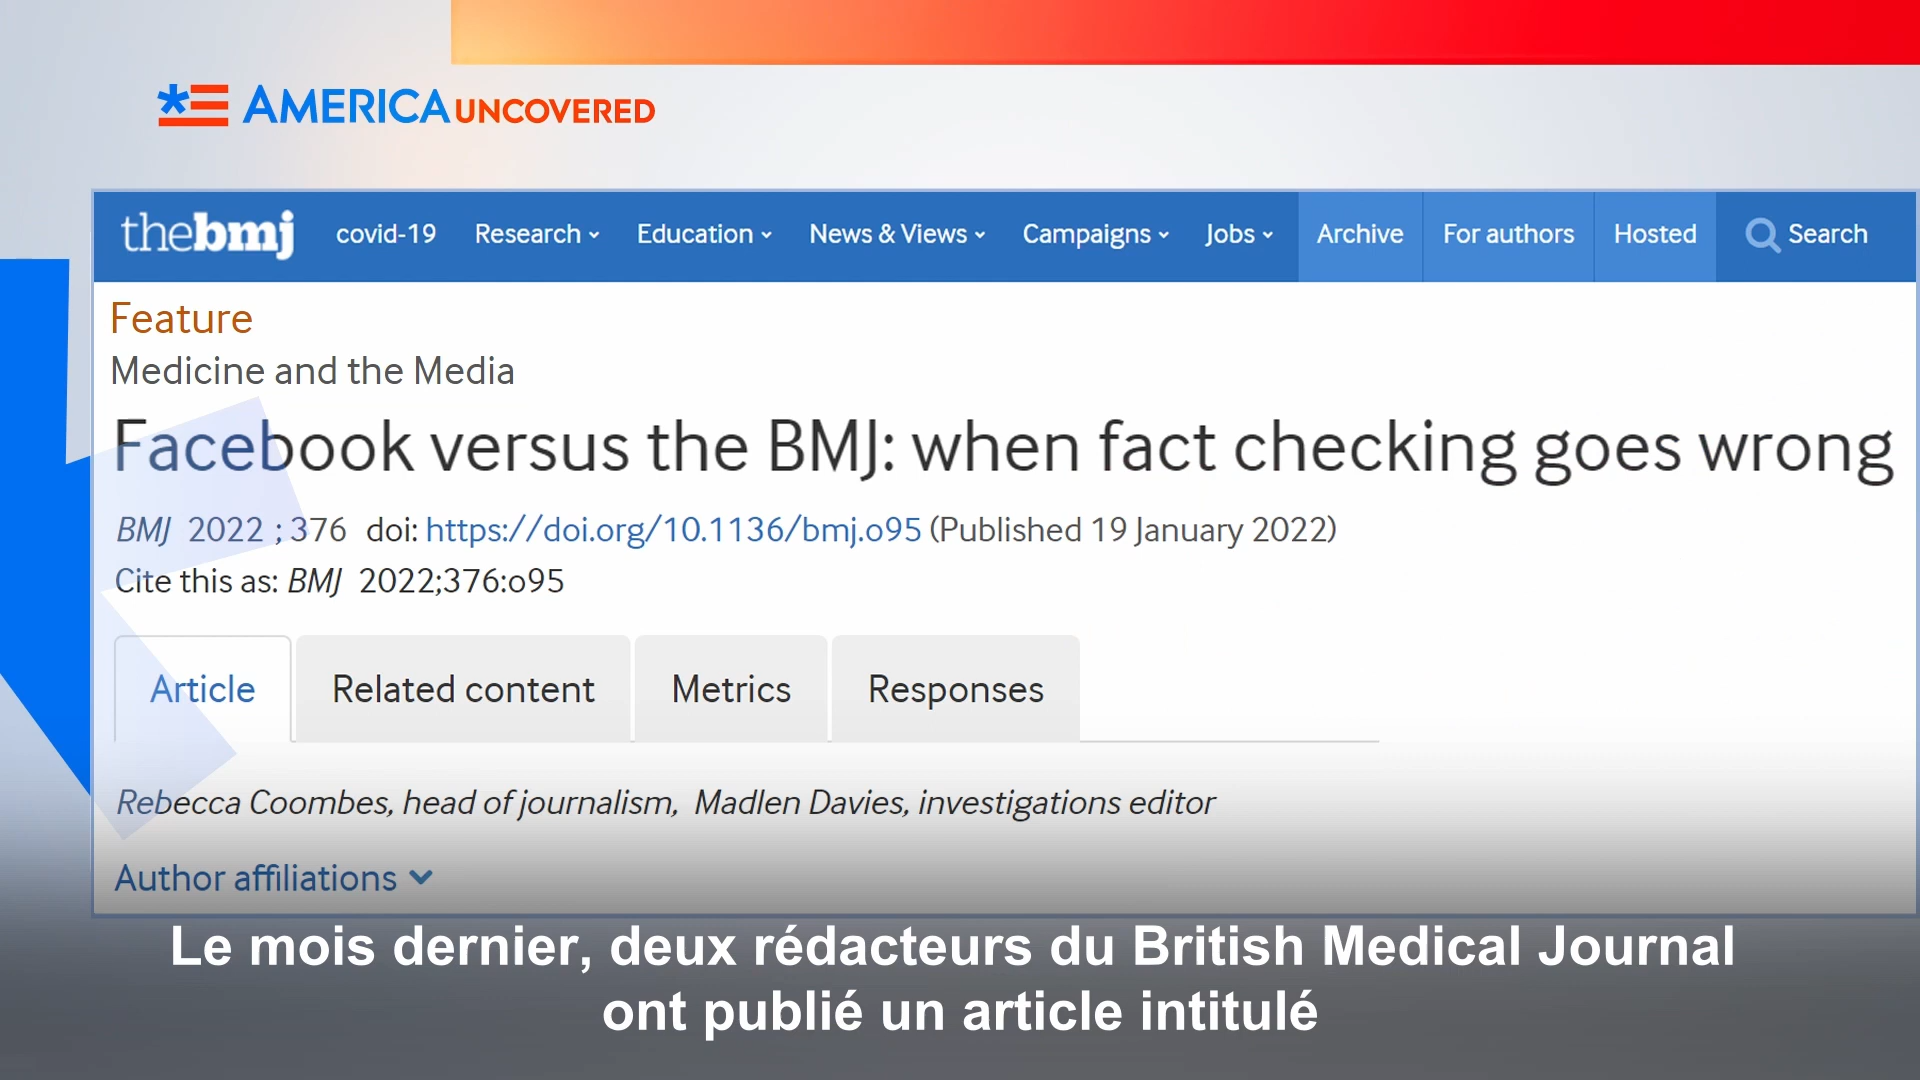 AMERICA UNCOVERED
thebmj covid-19 Research Education News & Views Campaigns Jobs Archive For authors Hosted Search
Feature
Medicine and the Media
Facebook versus the BMJ: when fact checking goes wrong
BMJ 2022 ; 376 doi: https://doi.org/10.1136/bmj.o95 (Published 19 January 2022)
Cite this as: BMJ 2022;376:o95
Article Related content Metrics Responses
Rebecca Coombes, head of journalism, Madlen Davies, investigations editor
Author affiliations
Le mois dernier, deux rédacteurs du British Medical Journal
ont publié un article intitulé